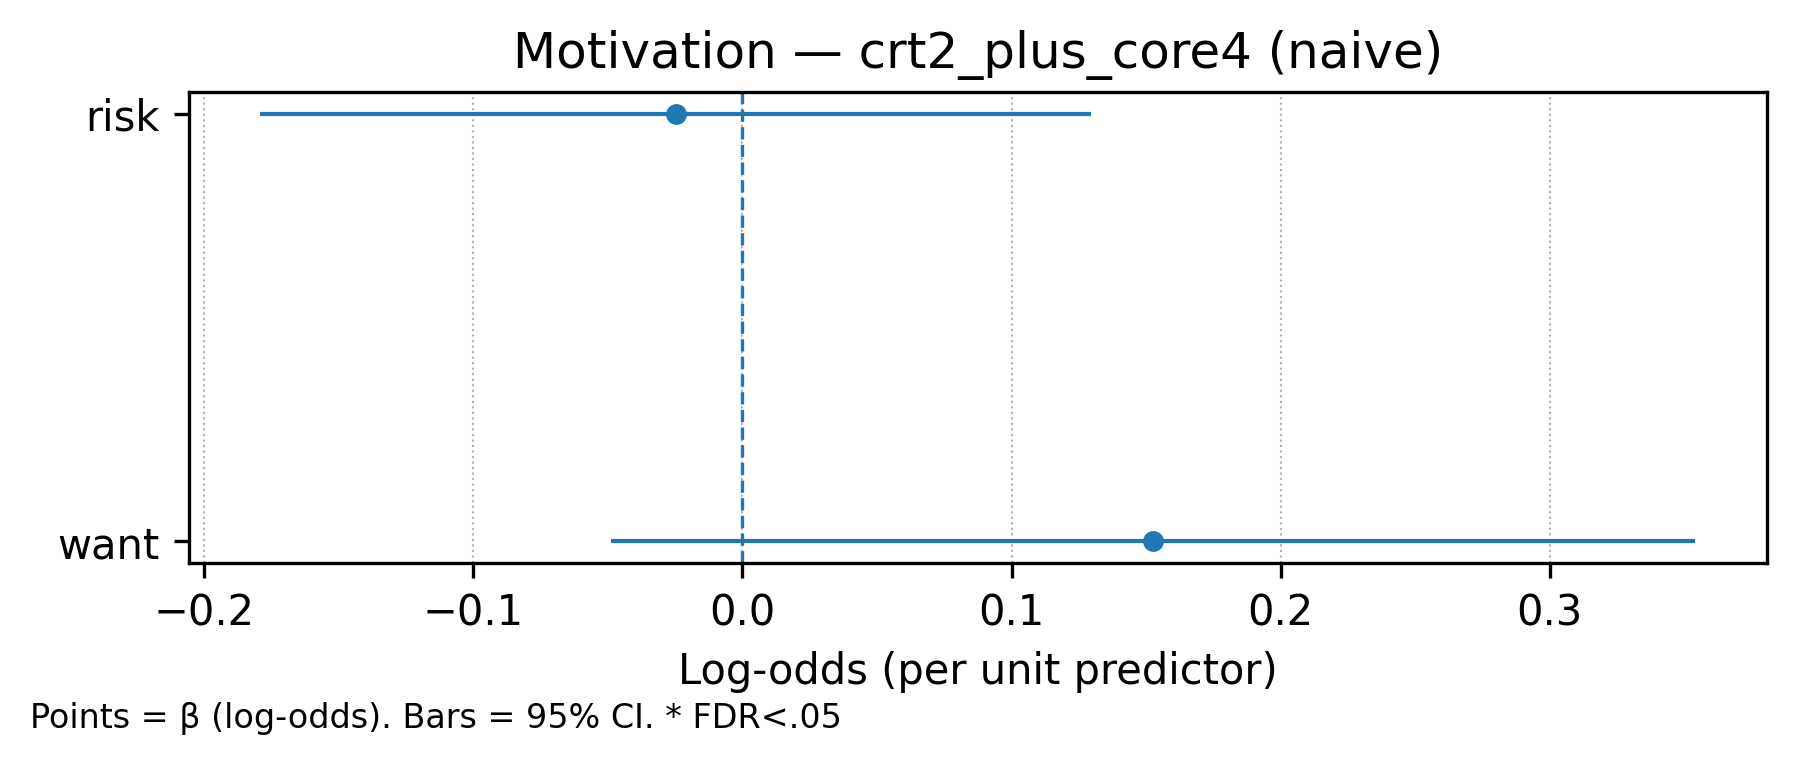 Motivation — crt2_plus_core4 (naive)
risk
want
−0.2 −0.1 0.0 0.1 0.2 0.3
Log-odds (per unit predictor)
Points = β (log-odds). Bars = 95% CI. * FDR<.05